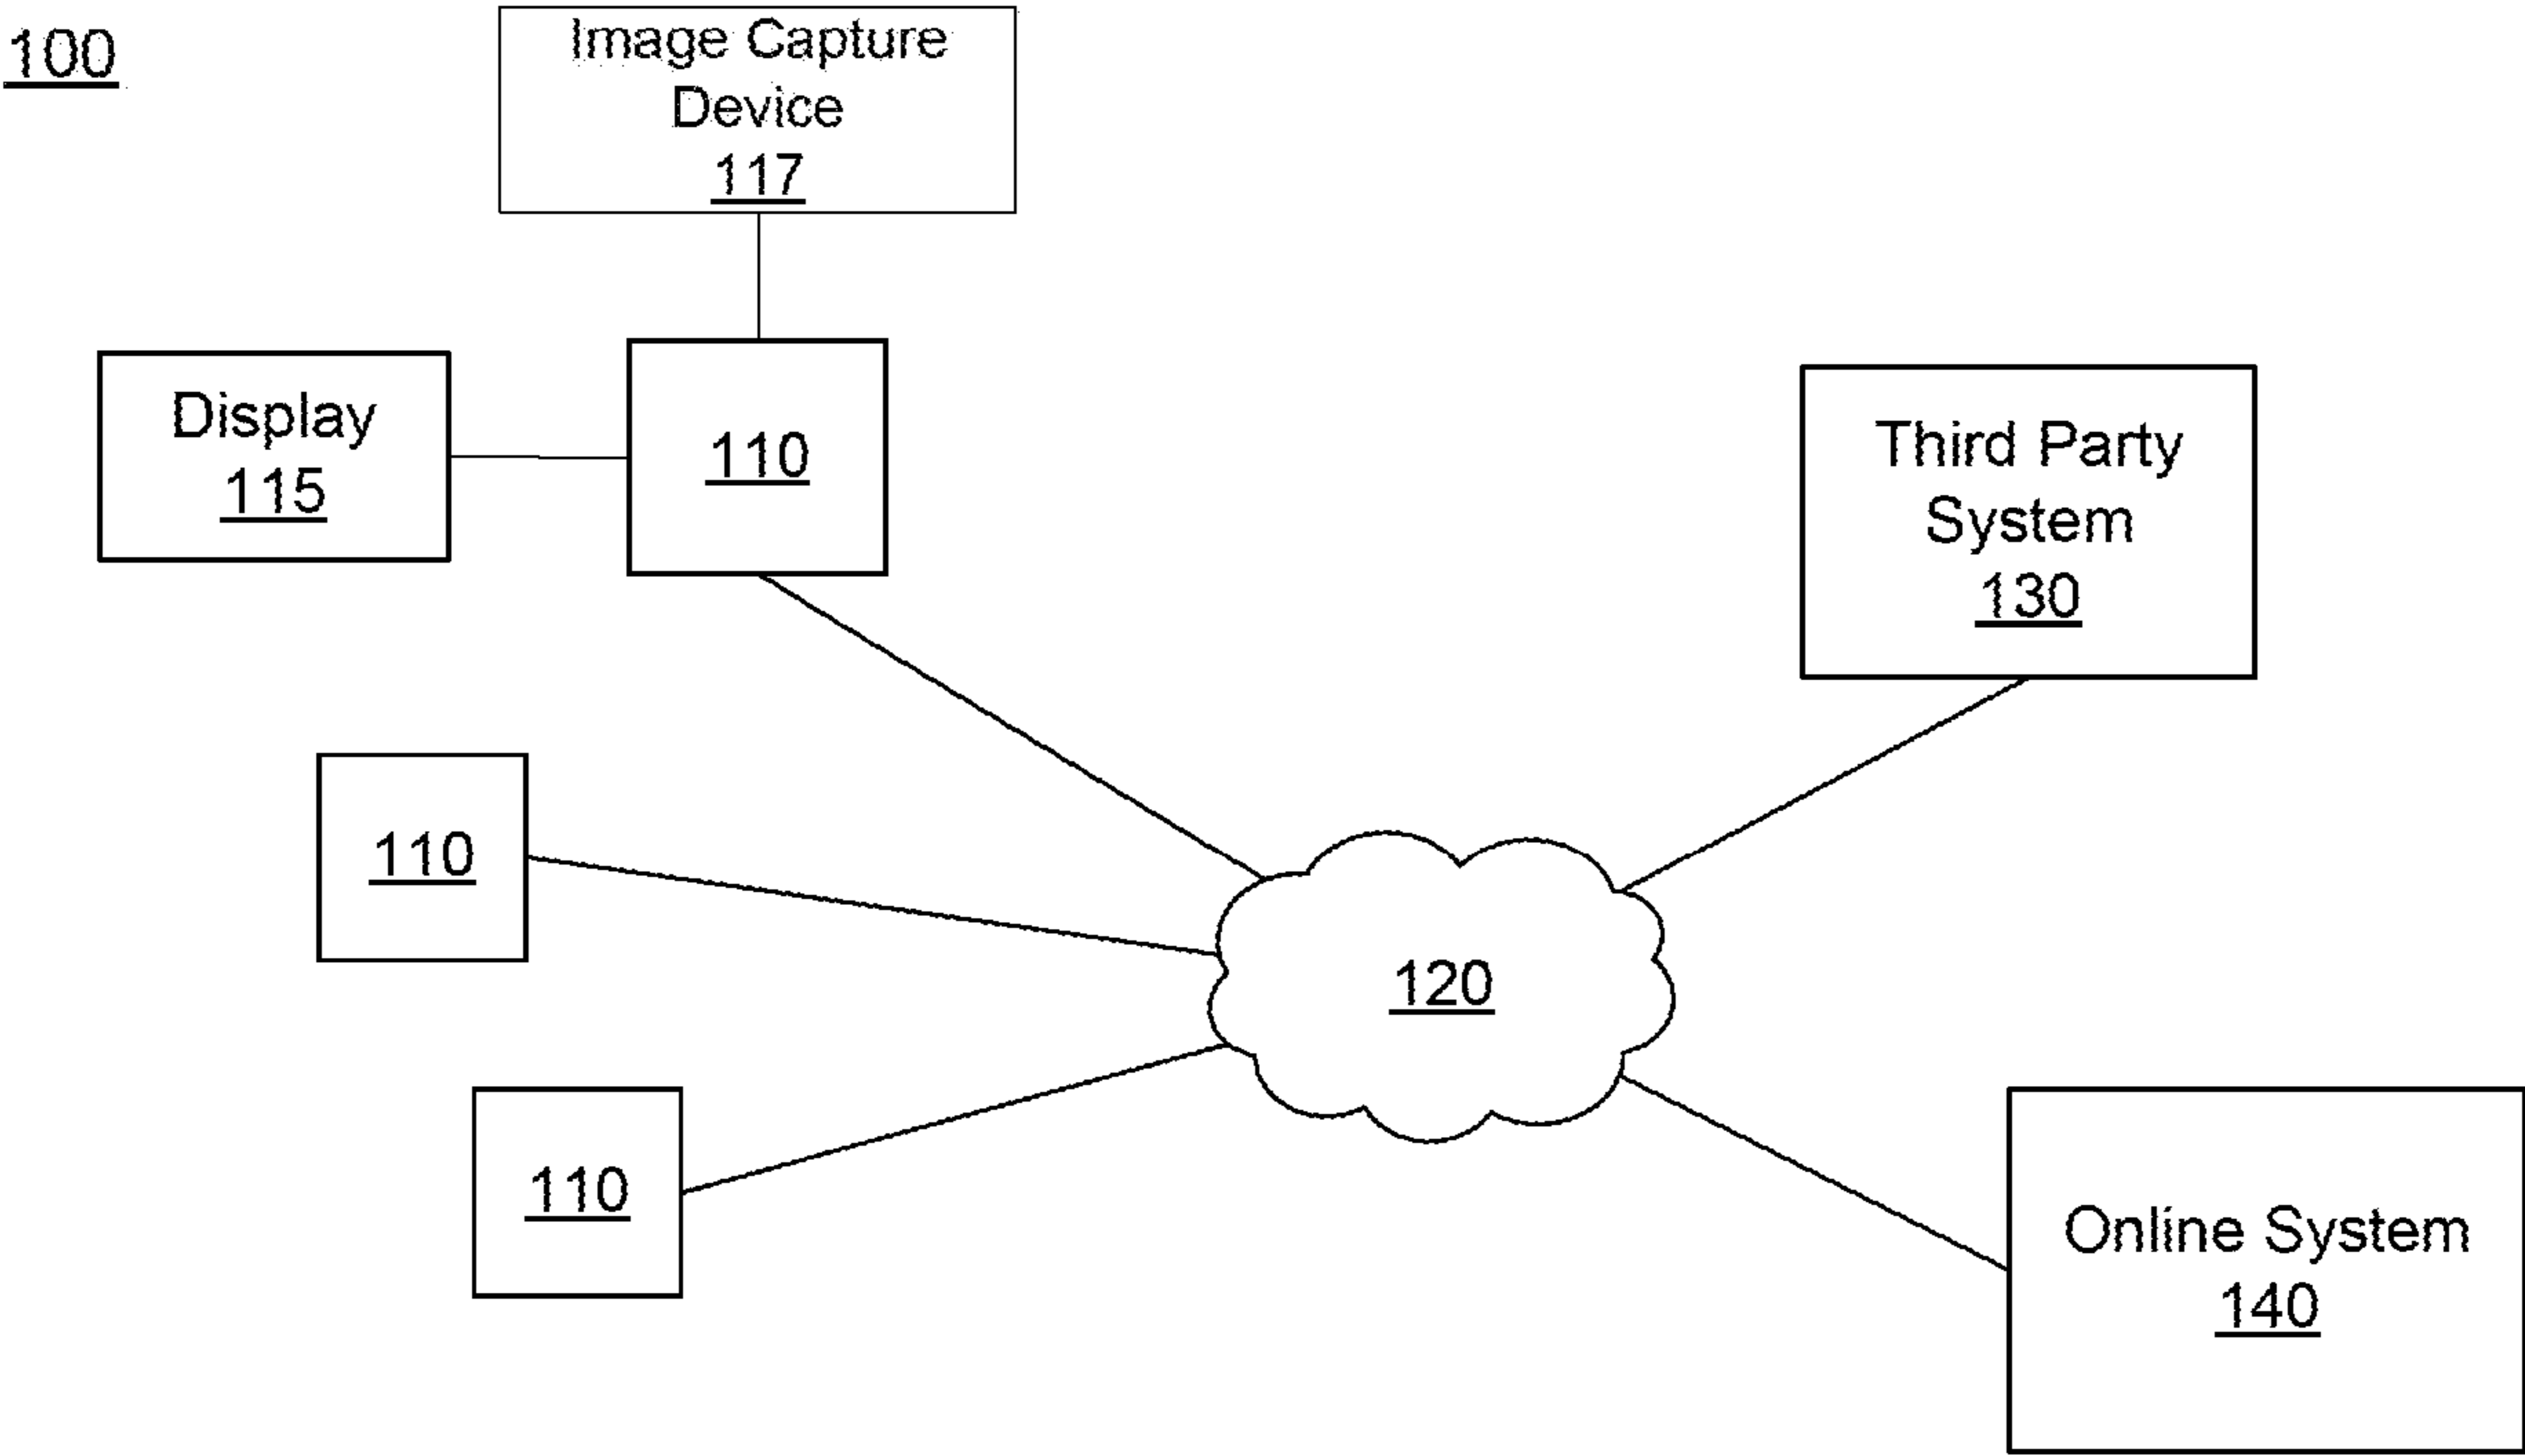 100
Image Capture
Device
117
Display
115
110
Third Party
System
130
110
120
110
Online System
140